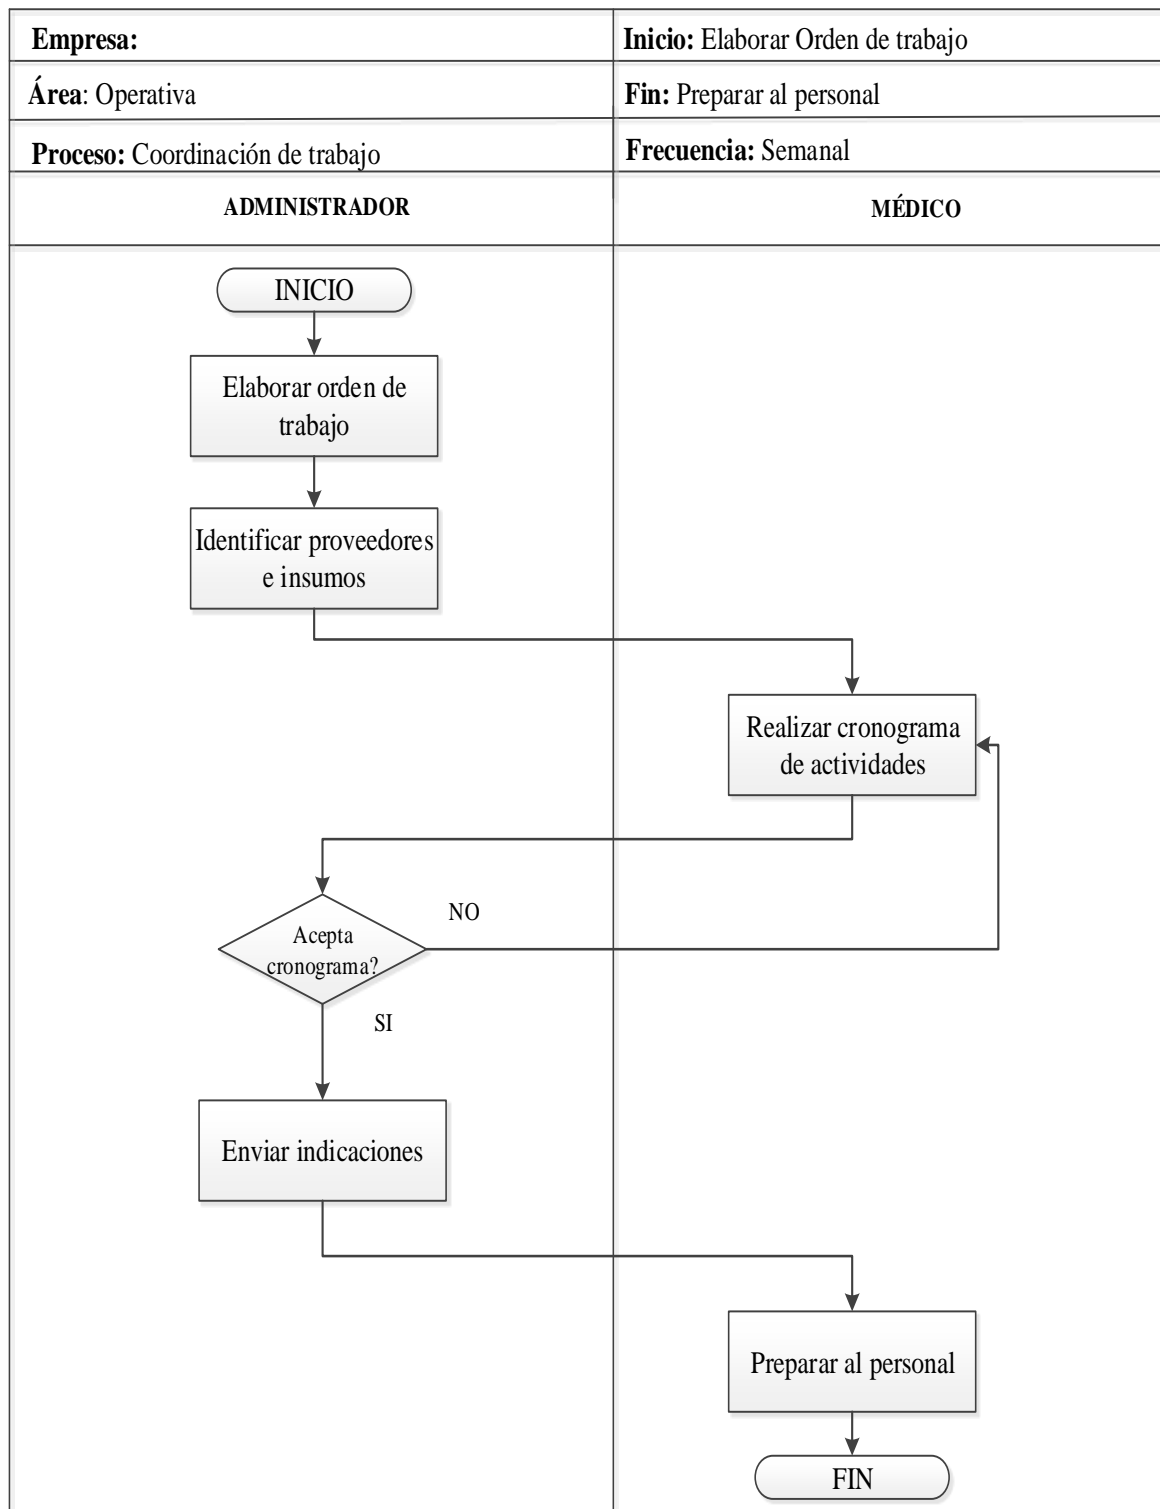 Empresa:
Inicio: Elaborar Orden de trabajo
Área: Operativa
Fin: Preparar al personal
Proceso: Coordinación de trabajo
Frecuencia: Semanal
ADMINISTRADOR
MÉDICO
INICIO
Elaborar orden de
trabajo
Identificar proveedores
e insumos
Realizar cronograma
de actividades
Acepta
cronograma?
NO
SI
Enviar indicaciones
Preparar al personal
FIN